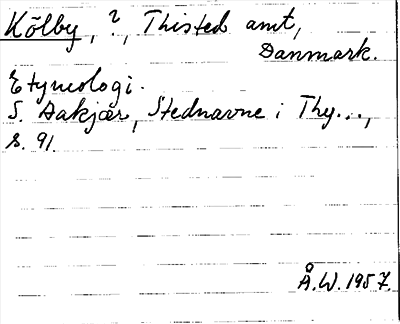 Kölby, ?, Thisted amt,
Danmark.
Etymologi.
S. Aakjær, Stednavne i Thy...,
s. 91.
Å.W. 1957.